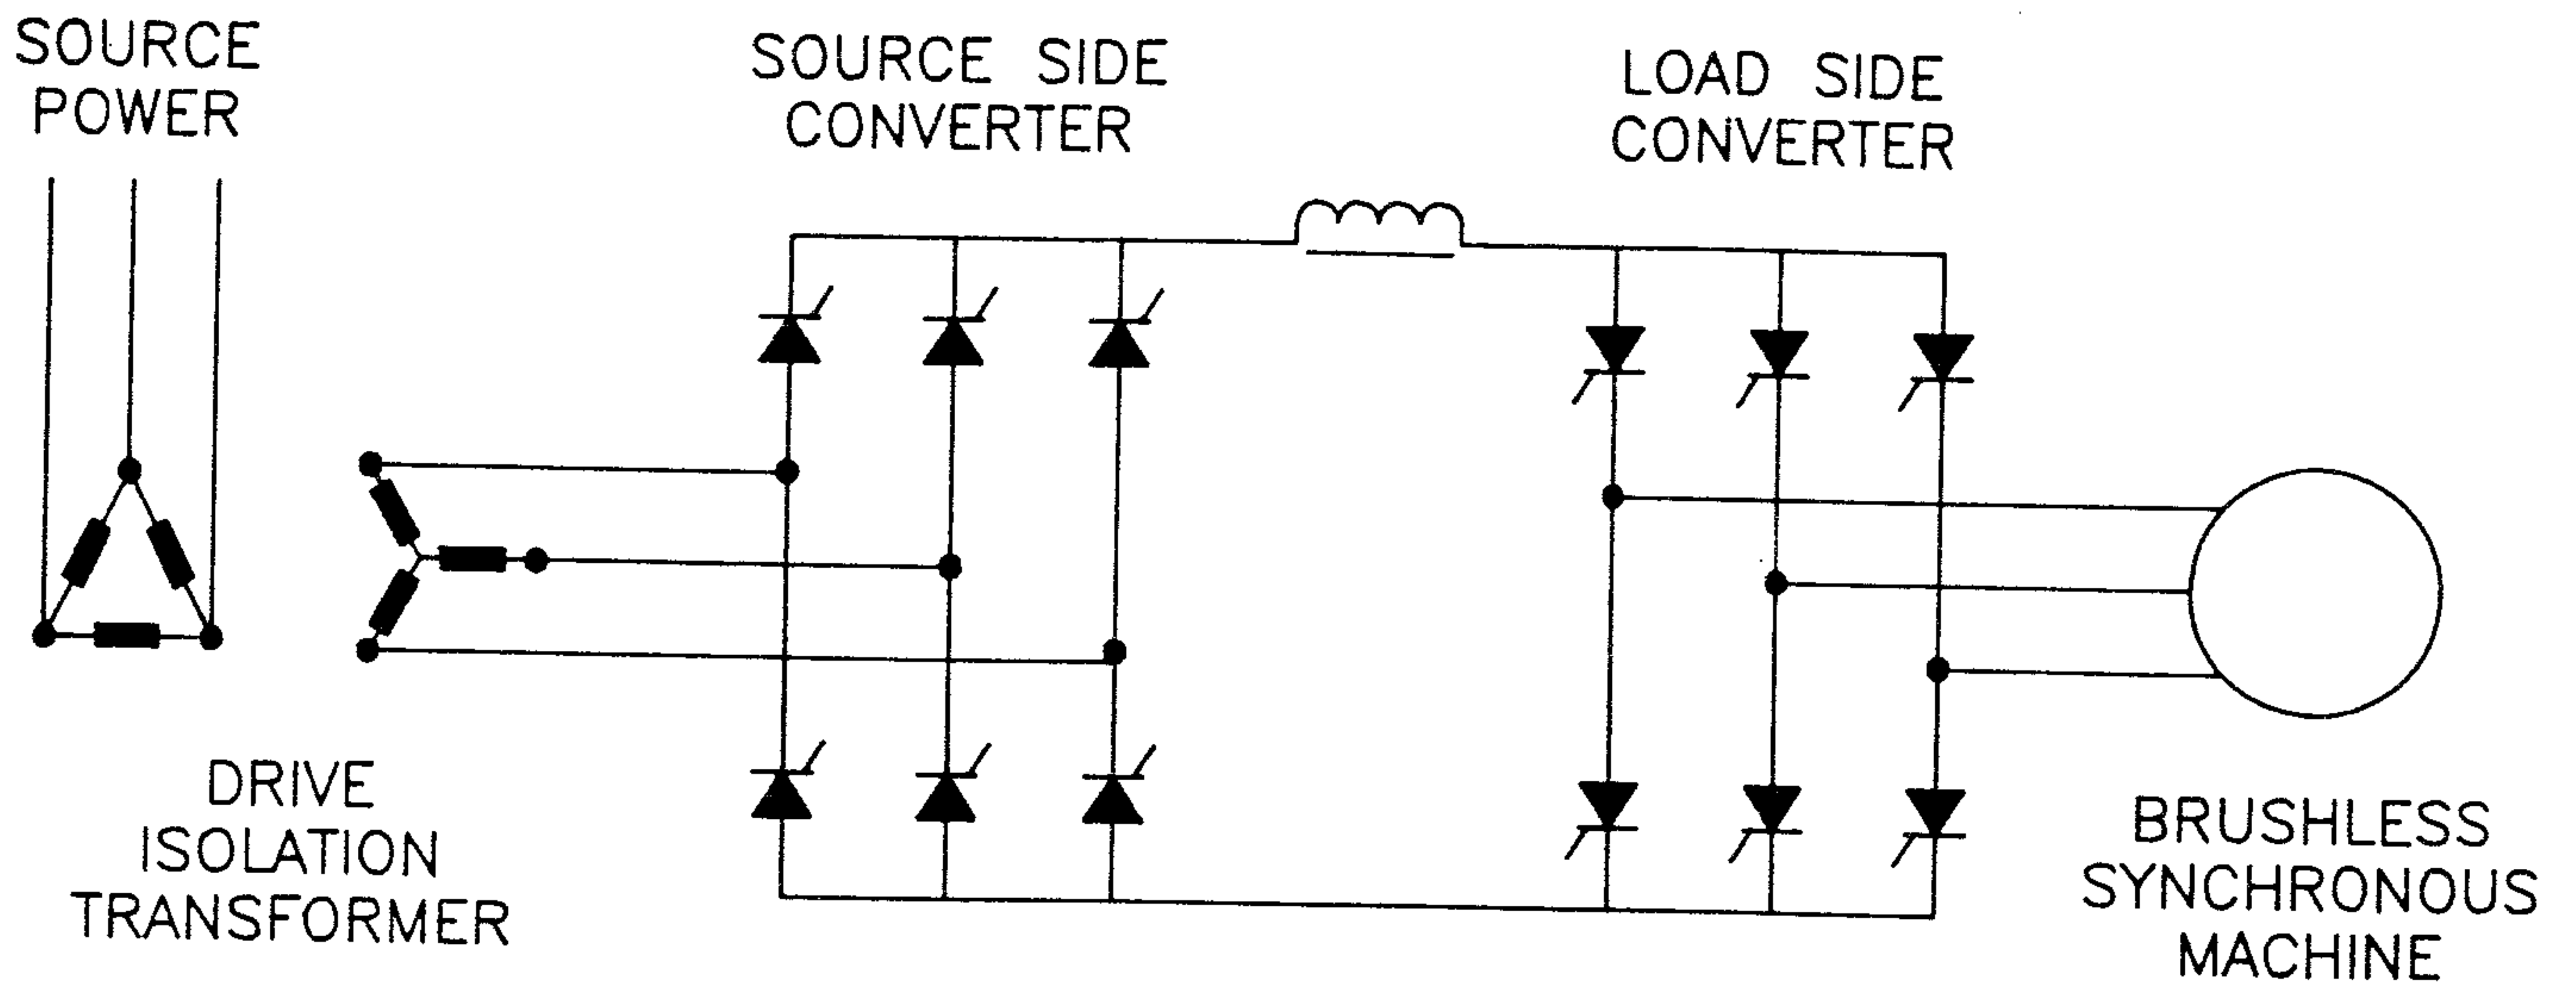 SOURCE
POWER
SOURCE SIDE
CONVERTER
LOAD SIDE
CONVERTER
DRIVE
ISOLATION
TRANSFORMER
BRUSHLESS
SYNCHRONOUS
MACHINE